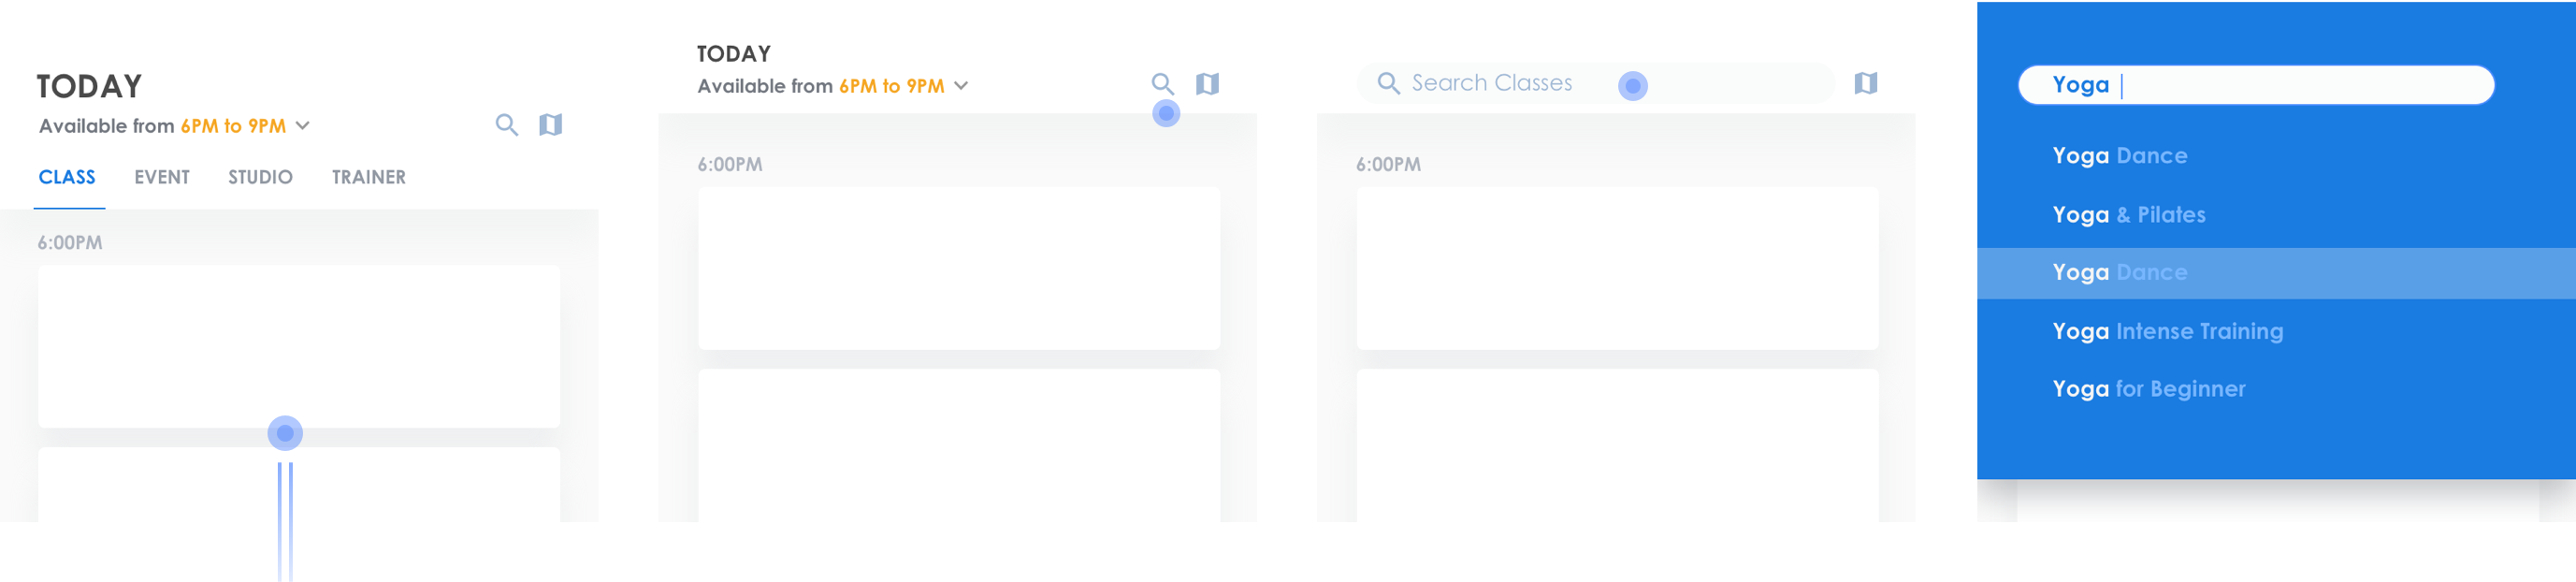 TODAY
Available from 6PM to 9PM
CLASS EVENT STUDIO TRAINER
6:00PM
TODAY
Available from 6PM to 9PM
6:00PM
Search Classes
6:00PM
Yoga
Yoga Dance
Yoga & Pilates
Yoga Dance
Yoga Intense Training
Yoga for Beginner